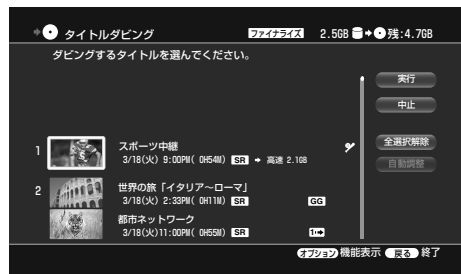 タイトルダビング ファイナライズ 2.5GB 残:4.7GB
ダビングするタイトルを選んでください。
実行
中止
全選択解除
自動調整
1 スポーツ中継
3/18(火) 9:00PM( 0H54M) SR 高速 2.1GB
2 世界の旅「イタリア～ローマ」
3/18(火) 2:33PM( 0H11M) SR GG
都市ネットワーク
3/18(火)11:00PM( 0H55M) SR 1
オプション 機能表示 戻る 終了